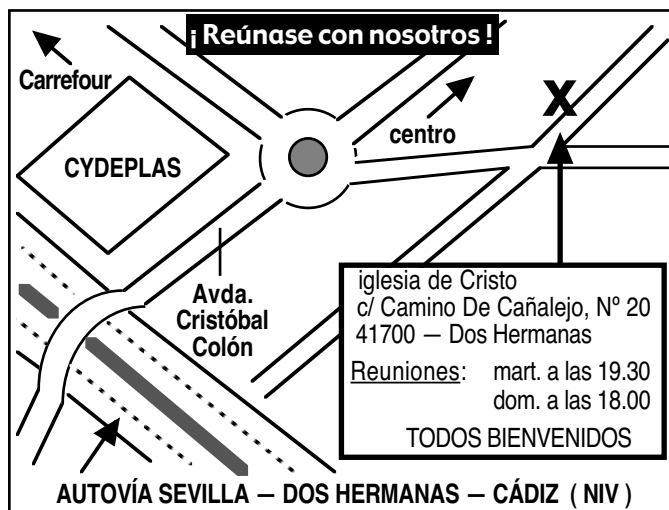 ¡ Reúnase con nosotros !
Carrefour
centro
X
CYDEPLAS
Avda.
Cristóbal
Colón
iglesia de Cristo
c/ Camino De Cañalejo, Nº 20
41700 — Dos Hermanas
Reuniones: mart. a las 19.30
dom. a las 18.00
TODOS BIENVENIDOS
AUTOVÍA SEVILLA — DOS HERMANAS — CÁDIZ ( NIV )